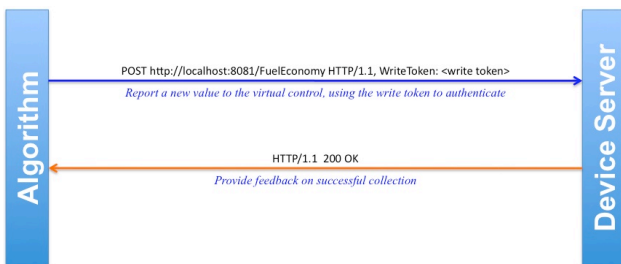 Algorithm
POST http://localhost:8081/FuelEconomy HTTP/1.1, WriteToken: <write token>
Report a new value to the virtual control, using the write token to authenticate
HTTP/1.1 200 OK
Provide feedback on successful collection
Device Server